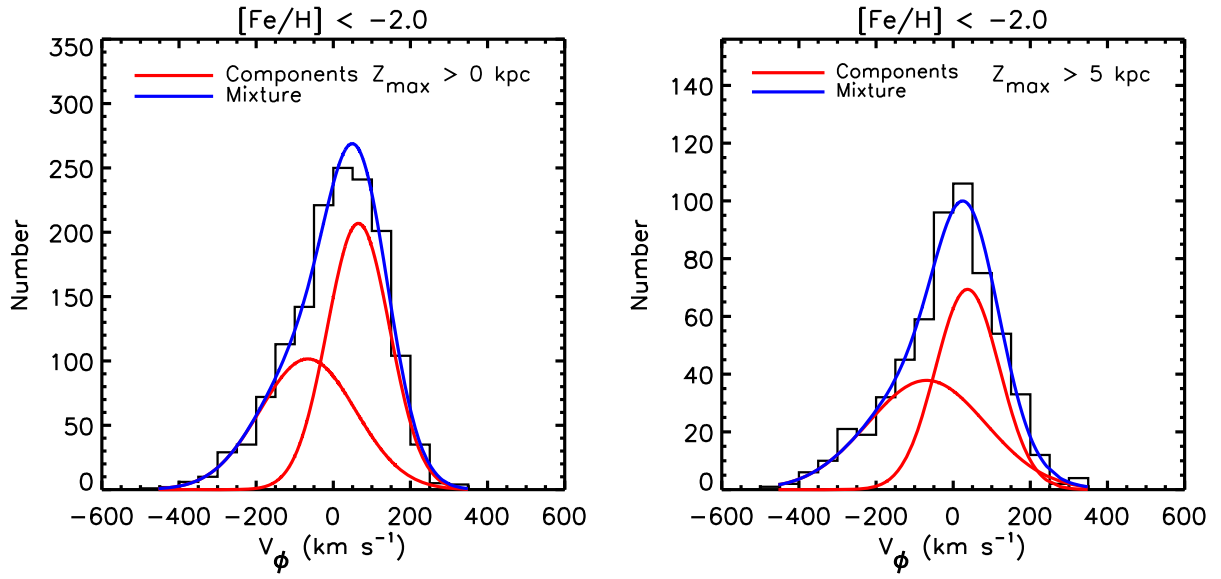 [Fe/H] < −2.0
350
300
250
200
150
100
50
0
Number
Components Z_max > 0 kpc
Mixture
−600 −400 −200 0 200 400 600
V_ϕ (km s⁻¹)
[Fe/H] < −2.0
140
120
100
80
60
40
20
0
Number
Components Z_max > 5 kpc
Mixture
−600 −400 −200 0 200 400 600
V_ϕ (km s⁻¹)